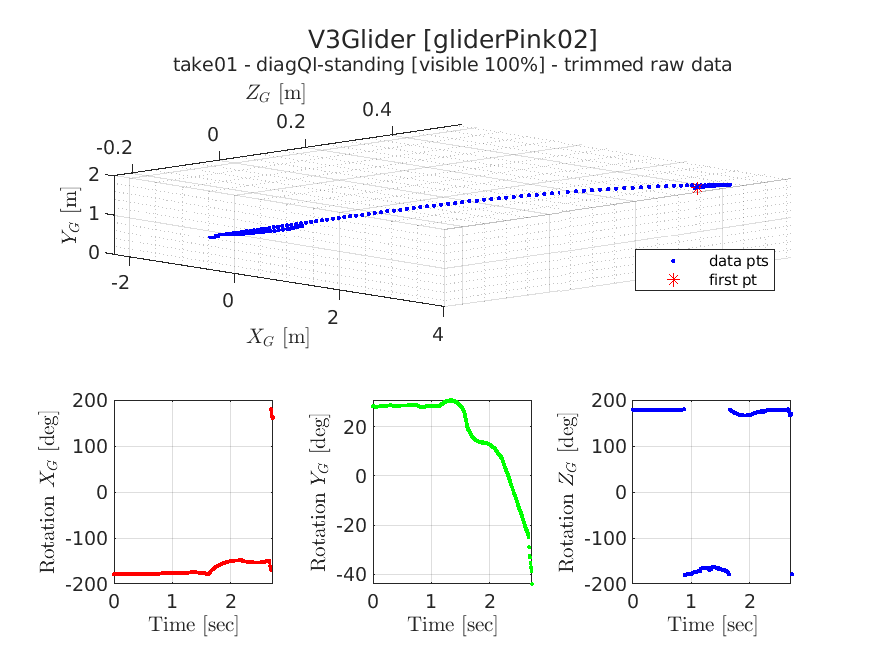 V3Glider [gliderPink02]
take01 - diagQI-standing [visible 100%] - trimmed raw data
Z_G [m]
-0.2 0 0.2 0.4
Y_G [m]
2
1
0
-2 0 2 4
X_G [m]
data pts
first pt
Rotation X_G [deg]
200
100
0
-100
-200
0 1 2
Time [sec]
Rotation Y_G [deg]
20
0
-20
-40
0 1 2
Time [sec]
Rotation Z_G [deg]
200
100
0
-100
-200
0 1 2
Time [sec]